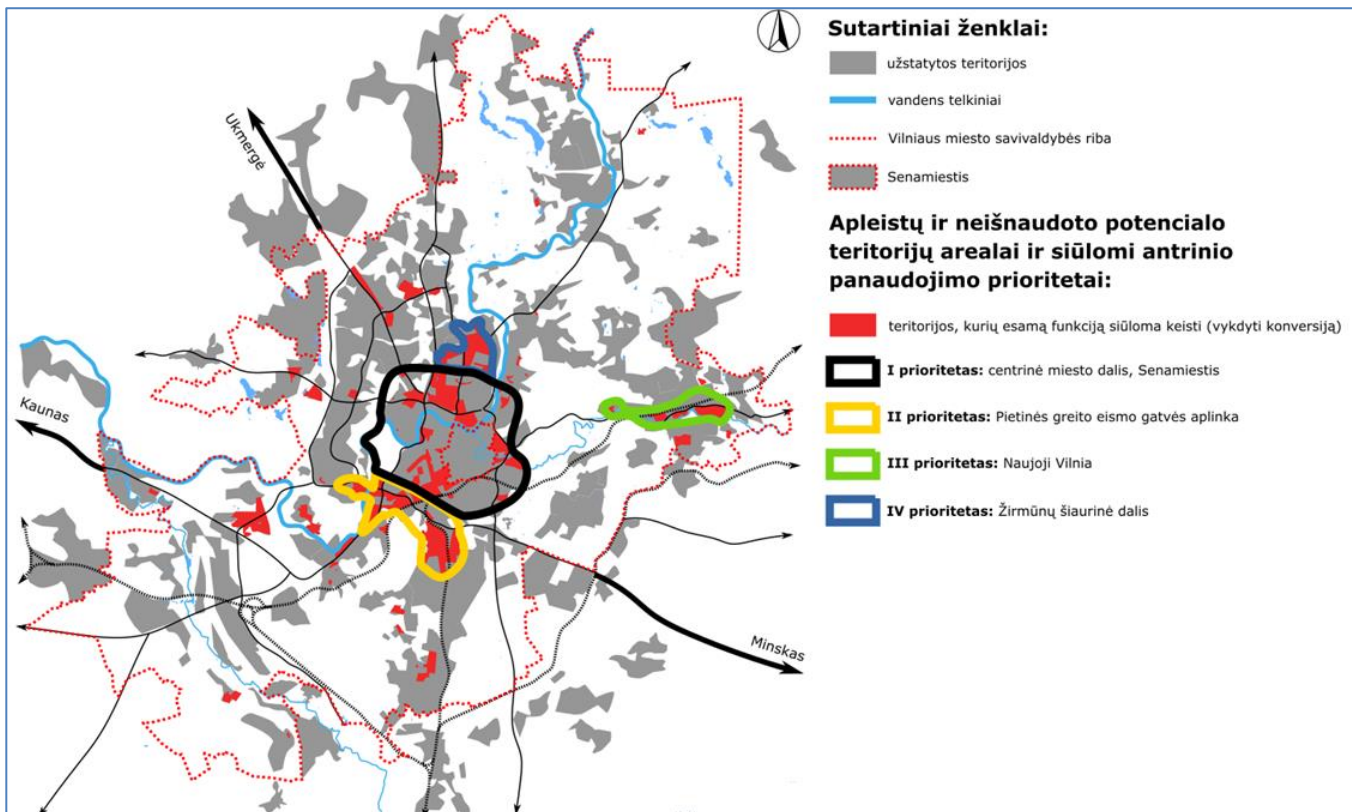 Sutartiniai ženklai:
užstatytos teritorijos
vandens telkiniai
Vilniaus miesto savivaldybės riba
Senamiestis
Apleistų ir neišnaudoto potencialo
teritorijų arealai ir siūlomi antrinio
panaudojimo prioritetai:
teritorijos, kurių esamą funkciją siūloma keisti (vykdyti konversiją)
I prioritetas: centrinė miesto dalis, Senamiestis
II prioritetas: Pietinės greito eismo gatvės aplinka
III prioritetas: Naujoji Vilnia
IV prioritetas: Žirmūnų šiaurinė dalis
Ukmergė
Kaunas
Minskas